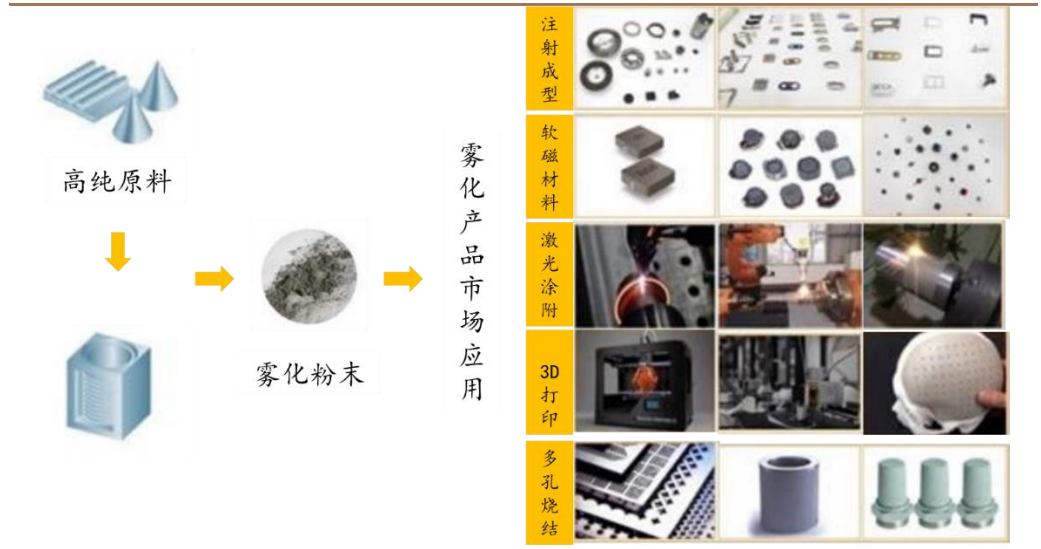 高纯原料
雾化粉末
雾化产品市场应用
注射成型
软磁材料
激光涂附
3D打印
多孔烧结